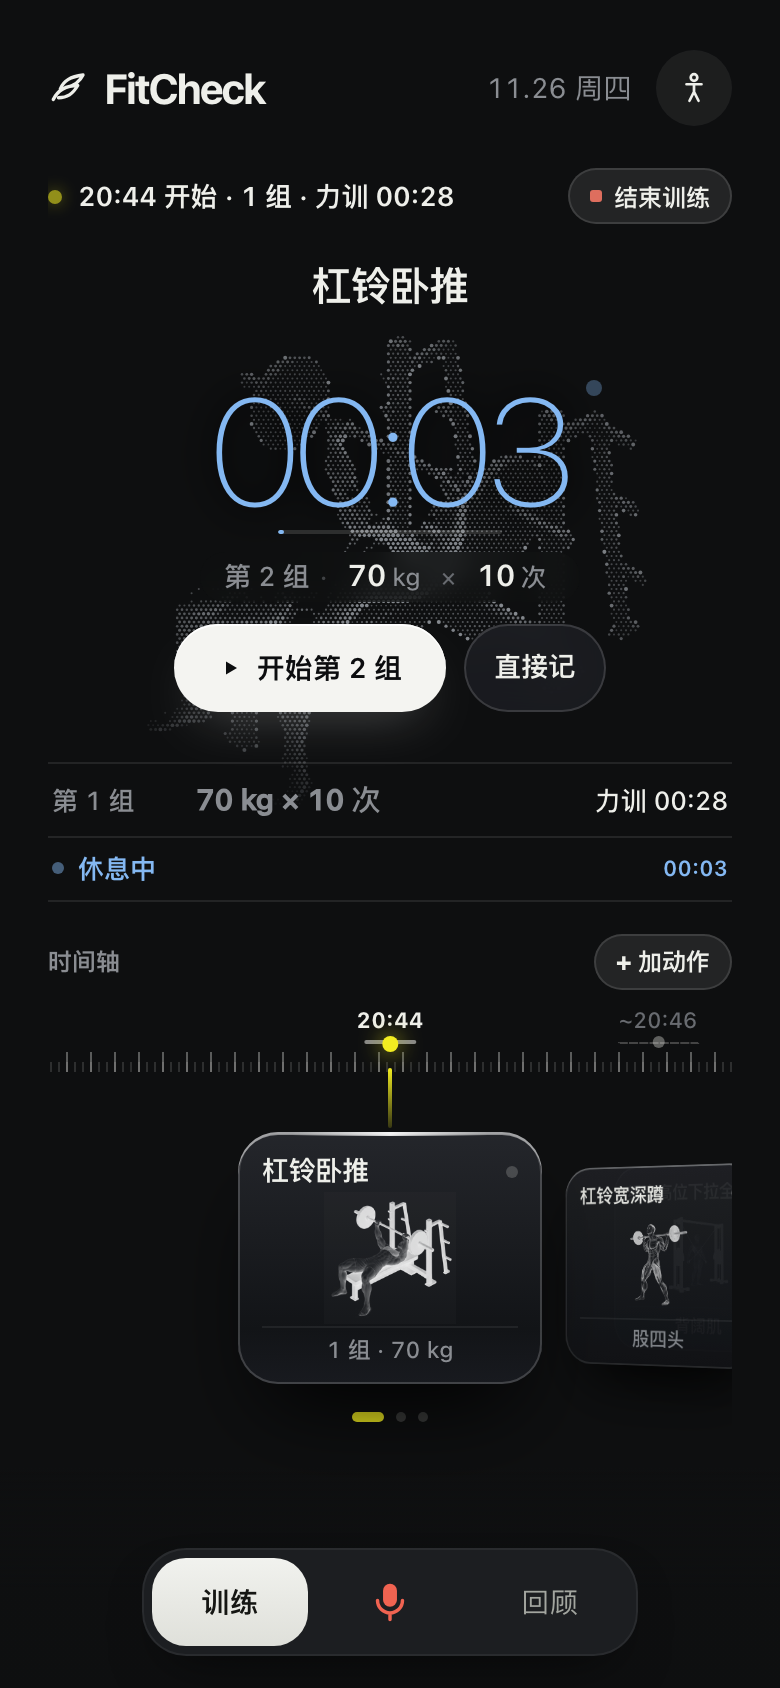 FitCheck
11.26 周四
20:44 开始 · 1 组 · 力训 00:28
结束训练
杠铃卧推
00:03
第 2 组 · 70 kg × 10 次
开始第 2 组
直接记
第 1 组 70 kg × 10 次 力训 00:28
休息中 00:03
时间轴
+ 加动作
20:44
~20:46
杠铃卧推
1 组 · 70 kg
杠铃宽深蹲
股四头
训练
回顾